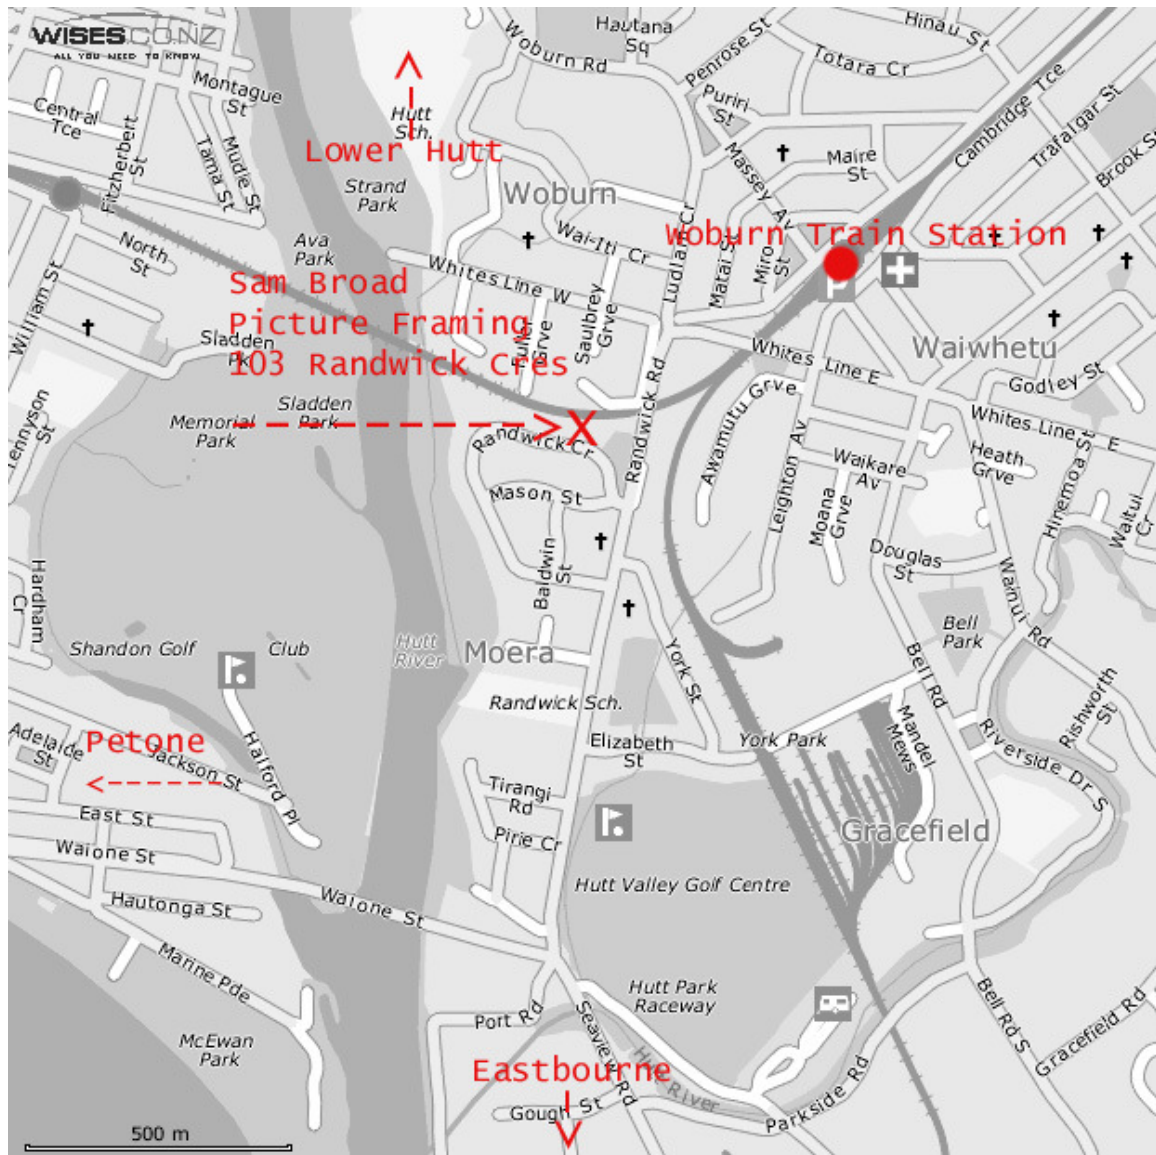 WISES.CO.NZ
ALL YOU NEED TO KNOW
Hautana
Sq
Hinau St
Woburn Rd
Penrose St
Totara Cr
Montague
St
Puriri
St
Cambridge Tce
Trafalgar St
Central
Tce
Fitzherbert
St
Tama St
Mudie St
Hutt
Sch.
Lower Hutt
Massey Av
Maire
St
Brook St
Strand
Park
Woburn
Wai-Iti Cr
Ludlam Cr
Woburn Train Station
North
St
Ava
Park
Whites Line W
Matai St
Miro
St
William St
Sam Broad
Picture Framing
103 Randwick Cres
Fuller
Grve
Saulbrey
Grve
P
Sladden
Pk
Whites Line E
Waiwhetu
Godley St
Tennyson
St
Memorial
Park
Sladden
Park
X
Randwick Cr
Randwick Rd
Awamutu Grve
Leighton Av
Whites Line E
Waikare
Av
Heath
Grve
Hinemoa St
Waitui
Cr
Mason St
Moana
Grve
Baldwin
St
Douglas
St
Wainui Rd
Hardham
Cr
Bell
Park
Shandon Golf Club
Hutt
River
Moera
York St
Bell Rd
Rishworth
St
Randwick Sch.
Mandel
Mews
Riverside Dr S
Adelaide
St
Petone
Jackson St
Halford Pl
Elizabeth
St
York Park
Tirangi
Rd
East St
Pirie Cr
Gracefield
Waione St
Hutt Valley Golf Centre
Hautonga St
Waione St
Marine Pde
Hutt Park
Raceway
Port Rd
Seaview Rd
Bell Rd S
Gracefield Rd
McEwan
Park
Eastbourne
Hutt River
Gough St
Parkside Rd
500 m